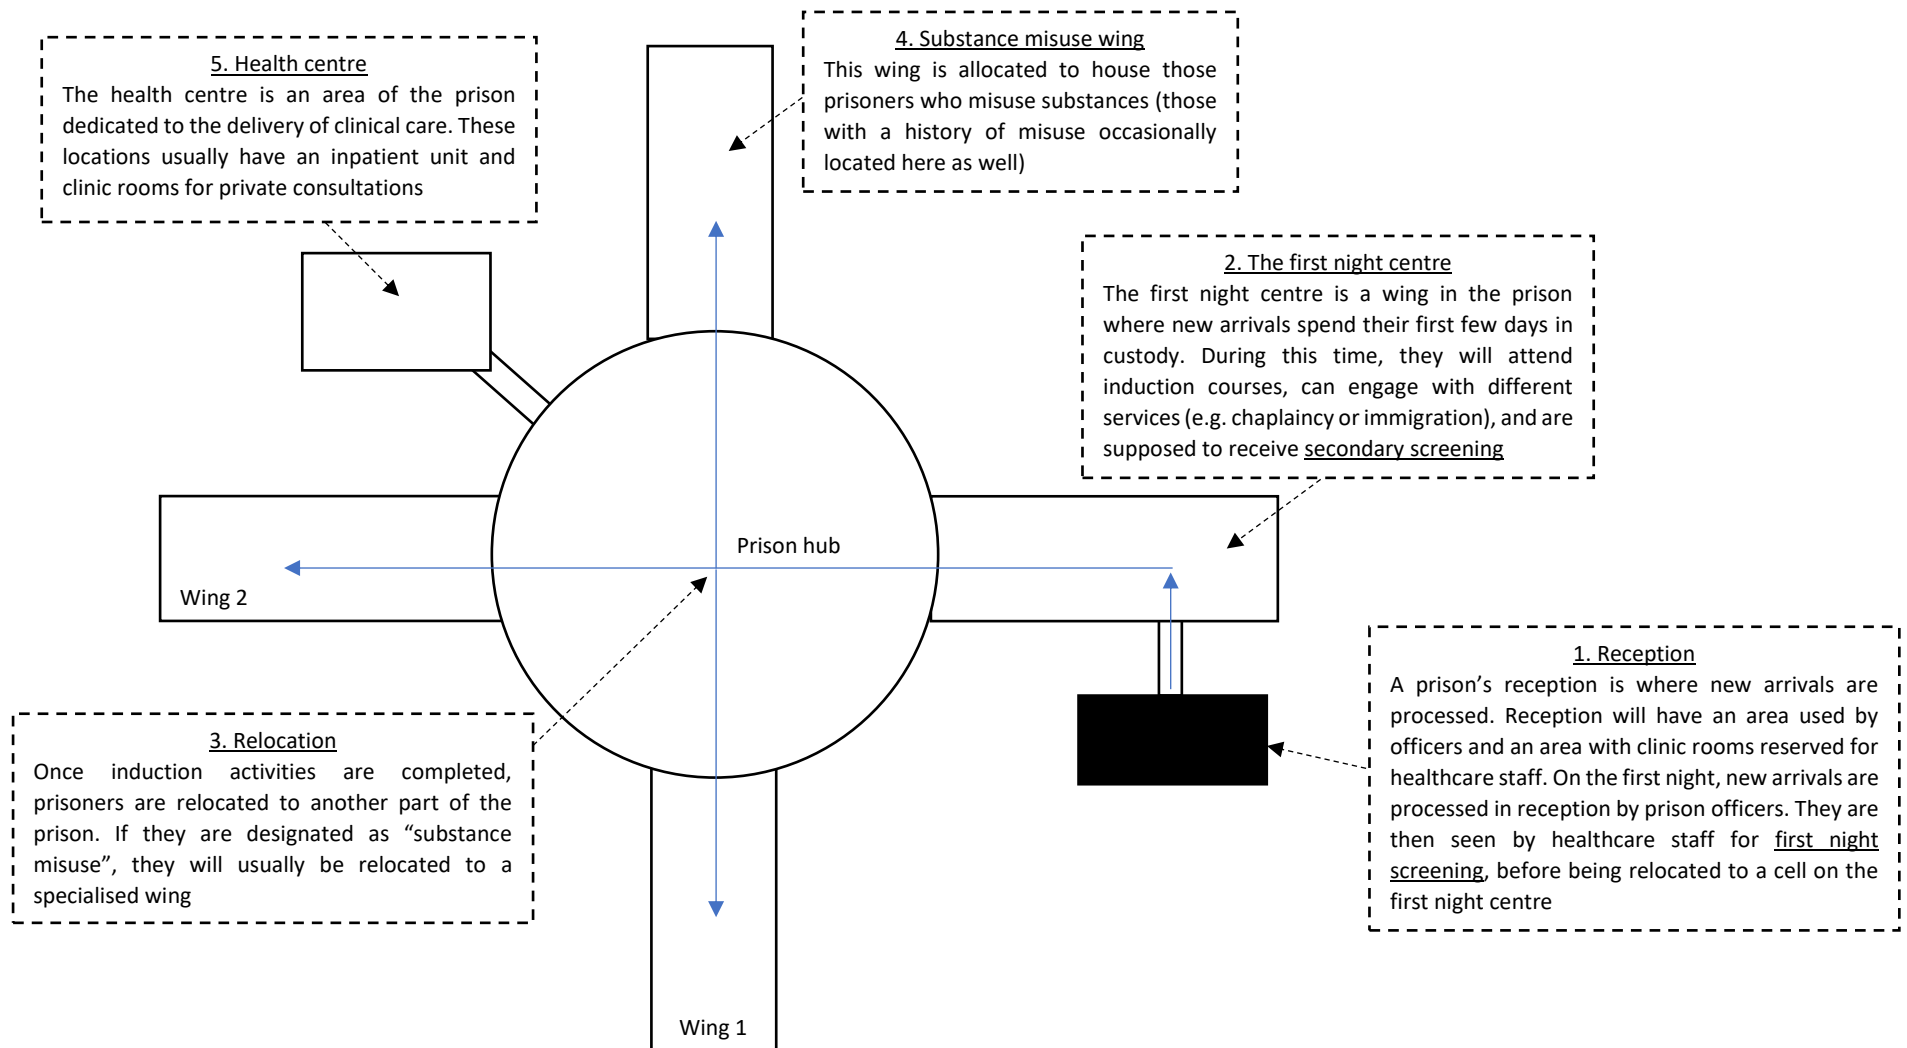 5. Health centre
The health centre is an area of the prison
dedicated to the delivery of clinical care. These
locations usually have an inpatient unit and
clinic rooms for private consultations
4. Substance misuse wing
This wing is allocated to house those
prisoners who misuse substances (those
with a history of misuse occasionally
located here as well)
2. The first night centre
The first night centre is a wing in the prison
where new arrivals spend their first few days in
custody. During this time, they will attend
induction courses, can engage with different
services (e.g. chaplaincy or immigration), and are
supposed to receive secondary screening
Prison hub
Wing 2
1. Reception
A prison’s reception is where new arrivals are
processed. Reception will have an area used by
officers and an area with clinic rooms reserved for
healthcare staff. On the first night, new arrivals are
processed in reception by prison officers. They are
then seen by healthcare staff for first night
screening, before being relocated to a cell on the
first night centre
3. Relocation
Once induction activities are completed,
prisoners are relocated to another part of the
prison. If they are designated as “substance
misuse”, they will usually be relocated to a
specialised wing
Wing 1